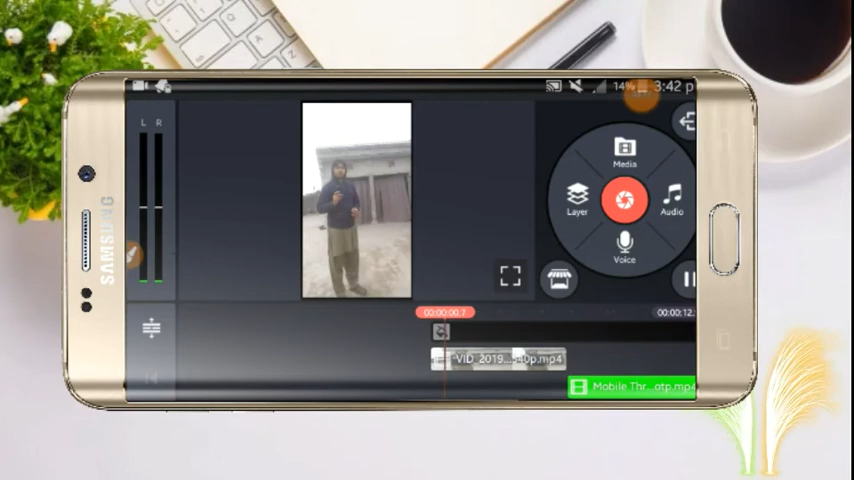 14% 3:42 p
L R
Media
Layer
Audio
Voice
SAMSUNG
00:00:00.7
00:00:12.
VID_2019...540p.mp4
Mobile Thr...otp.mp4